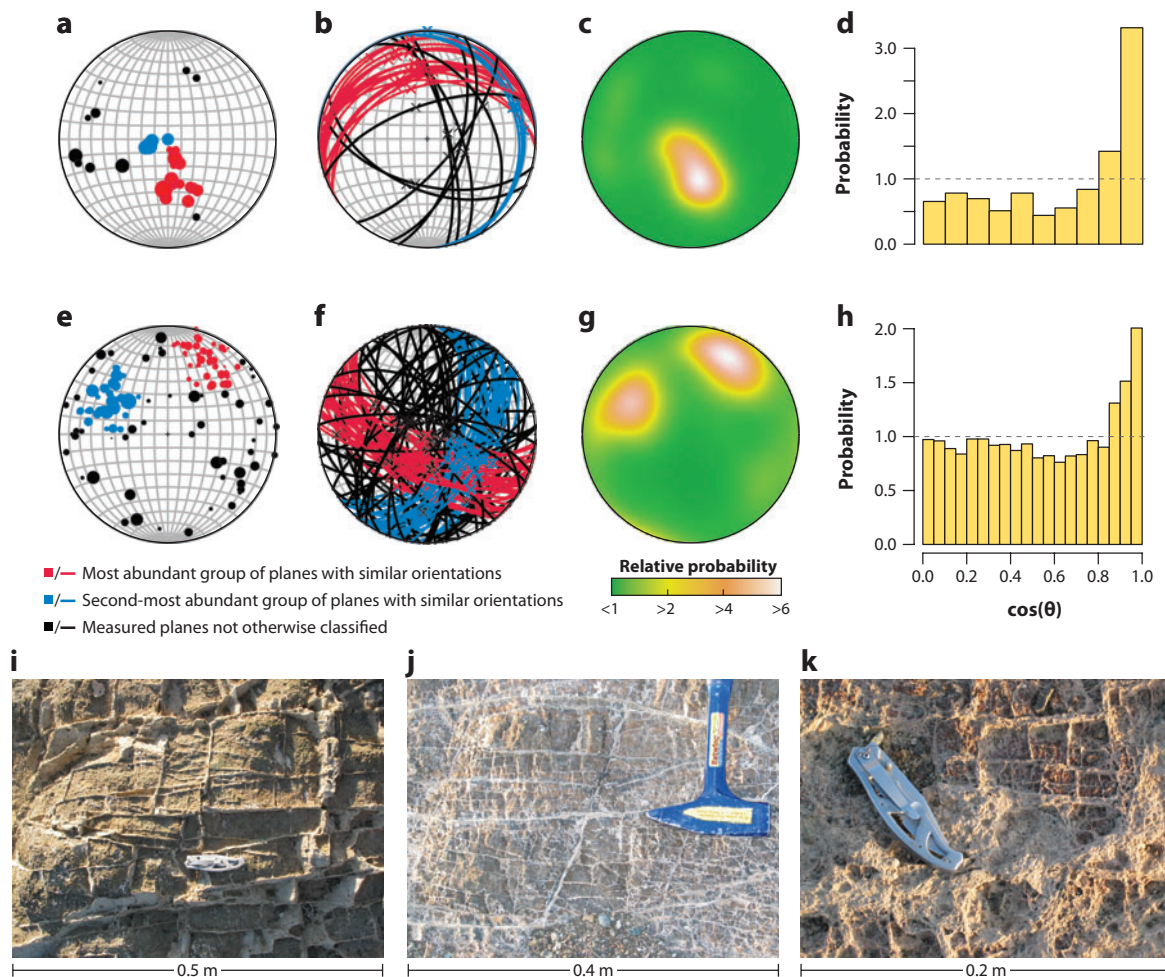 a
b
c
d
3.0
2.0
1.0
0.0
Probability
e
f
g
h
2.0
1.5
1.0
0.5
0.0
Probability
0.0 0.2 0.4 0.6 0.8 1.0
cos(θ)
■/— Most abundant group of planes with similar orientations
■/— Second-most abundant group of planes with similar orientations
■/— Measured planes not otherwise classified
Relative probability
<1 >2 >4 >6
i
j
k
0.5 m
0.4 m
0.2 m